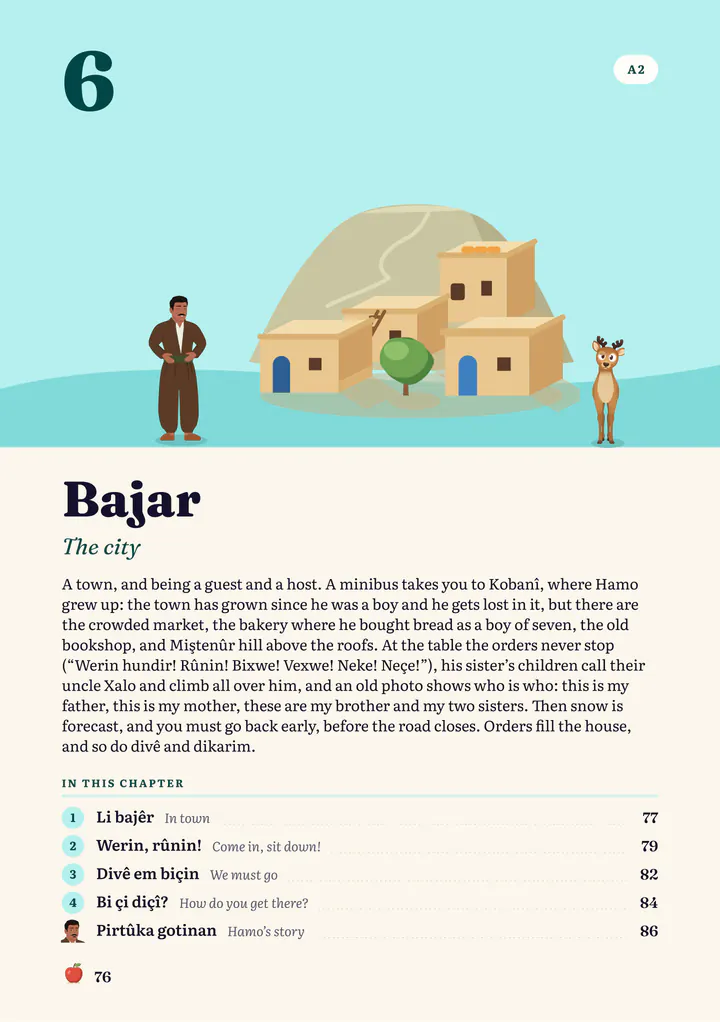 6
A2
Bajar
The city
A town, and being a guest and a host. A minibus takes you to Kobanî, where Hamo
grew up: the town has grown since he was a boy and he gets lost in it, but there are
the crowded market, the bakery where he bought bread as a boy of seven, the old
bookshop, and Miştenûr hill above the roofs. At the table the orders never stop
(“Werin hundir! Rûnin! Bixwe! Vexwe! Neke! Neçe!”), his sister’s children call their
uncle Xalo and climb all over him, and an old photo shows who is who: this is my
father, this is my mother, these are my brother and my two sisters. Then snow is
forecast, and you must go back early, before the road closes. Orders fill the house,
and so do divê and dikarim.
IN THIS CHAPTER
1 Li bajêr In town 77
2 Werin, rûnin! Come in, sit down! 79
3 Divê em biçin We must go 82
4 Bi çi diçî? How do you get there? 84
Pirtûka gotinan Hamo’s story 86
76